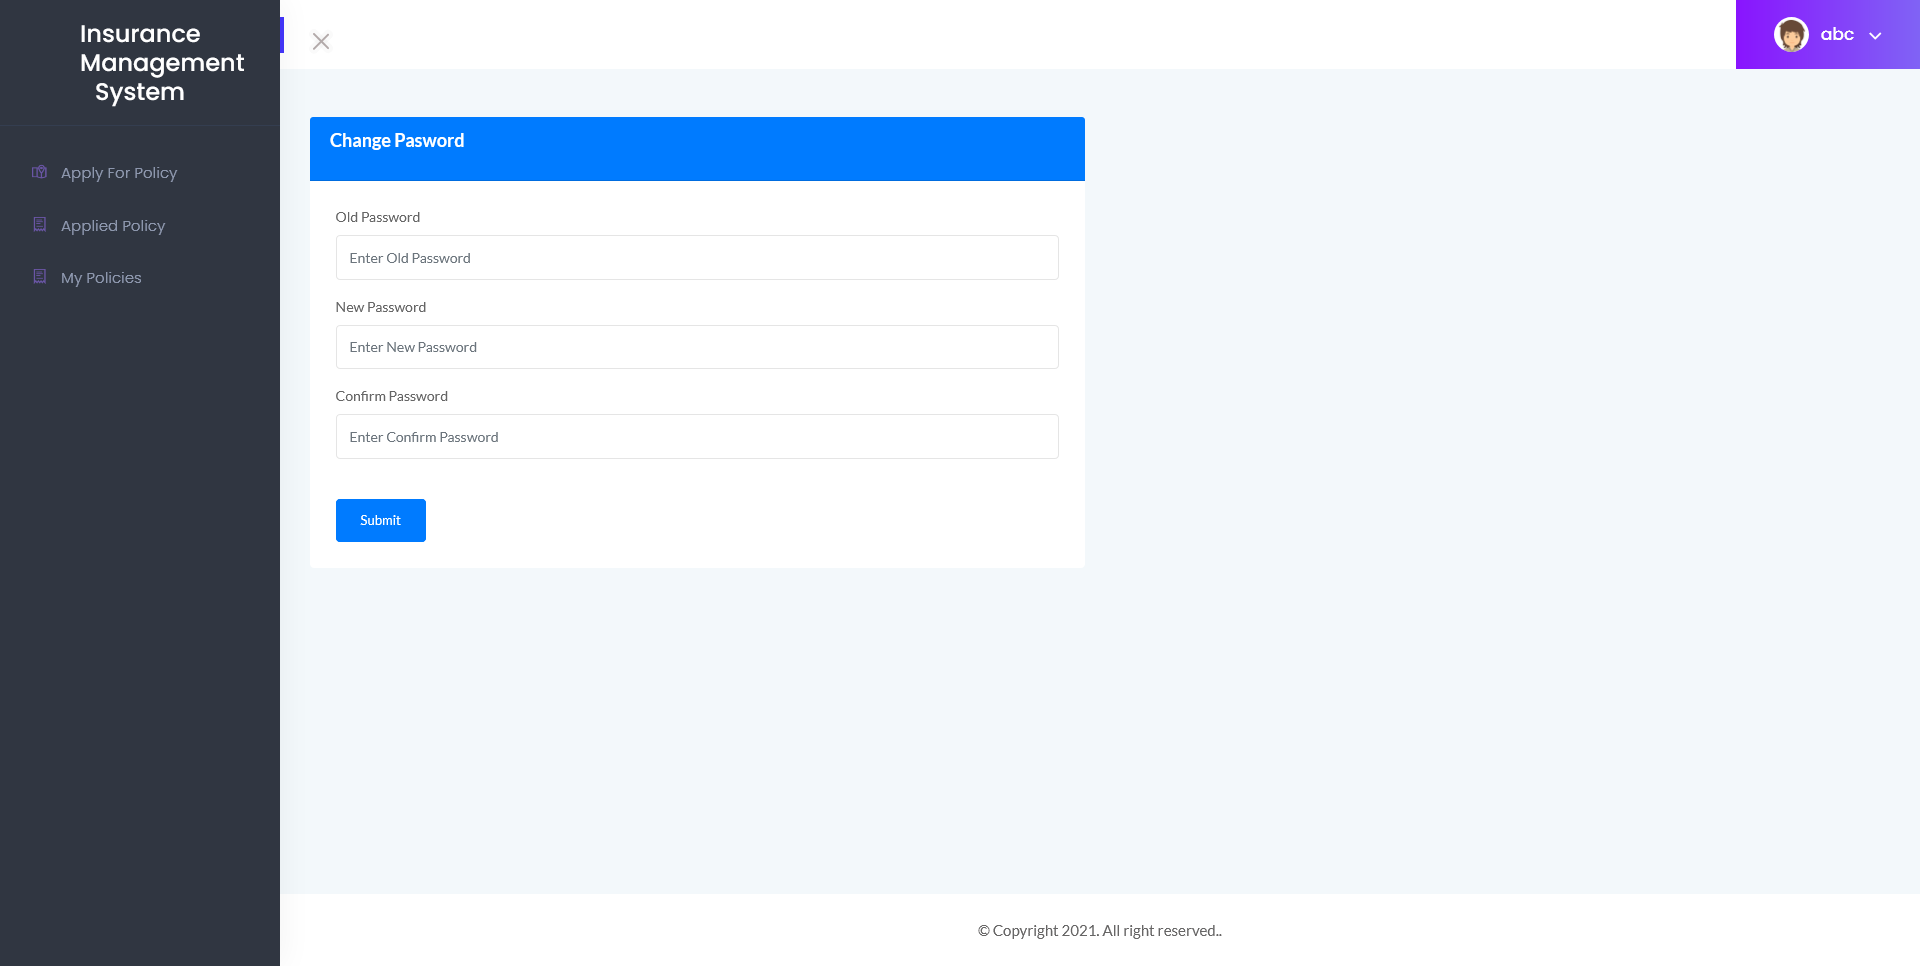 Insurance
Management
System
abc
Apply For Policy
Applied Policy
My Policies
Change Pasword
Old Password
Enter Old Password
New Password
Enter New Password
Confirm Password
Enter Confirm Password
Submit
© Copyright 2021. All right reserved..